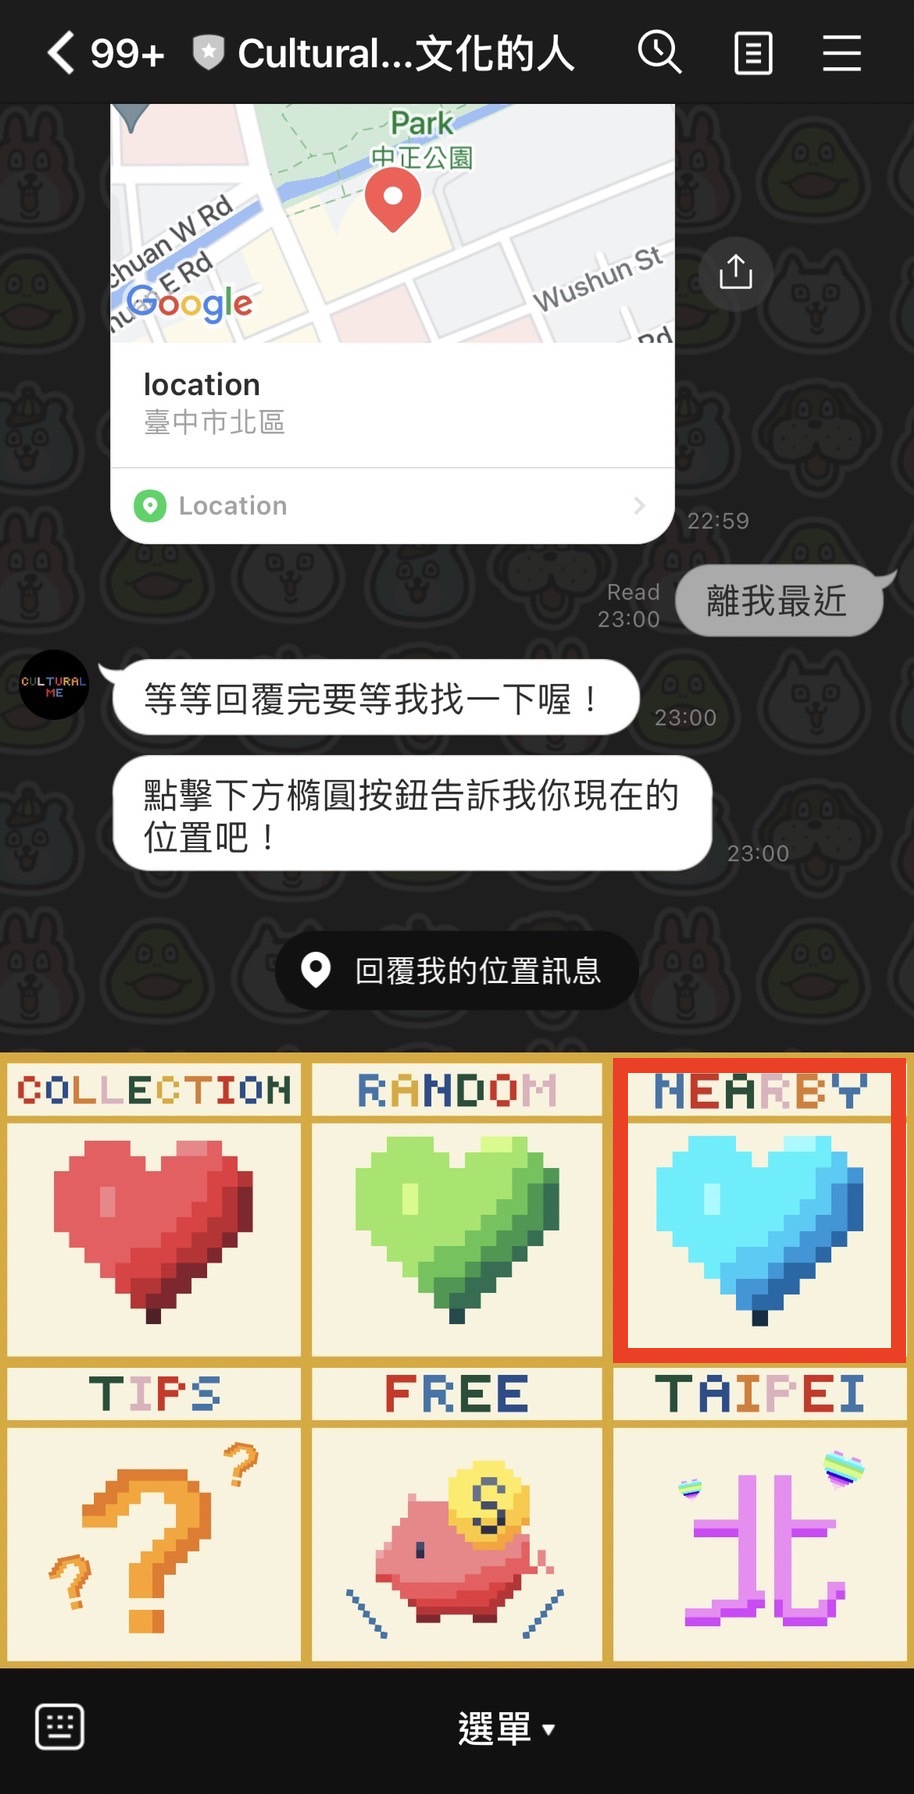 99+ Cultural...文化的人
Park
中正公園
chuan W Rd
E Rd
Google
Wushun St
Rd
location
臺中市北區
Location
22:59
Read
23:00
離我最近
CULTURAL
ME
等等回覆完要等我找一下喔！
23:00
點擊下方橢圓按鈕告訴我你現在的
位置吧！
23:00
回覆我的位置訊息
COLLECTION RANDOM NEARBY
TIPS FREE TAIPEI
S
北
選單▼